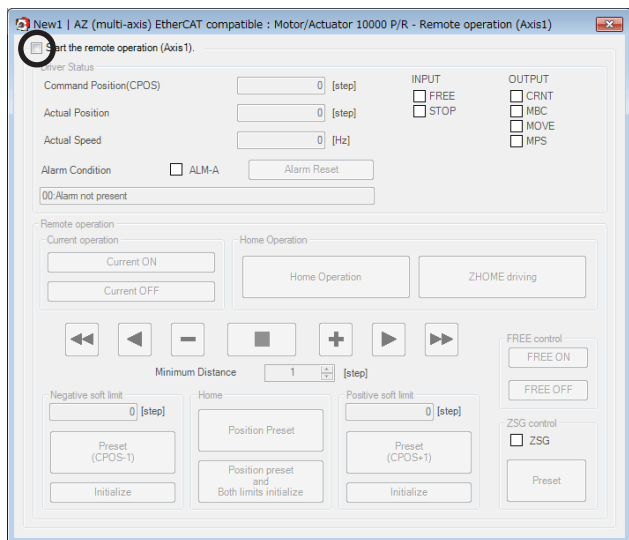 New1 | AZ (multi-axis) EtherCAT compatible : Motor/Actuator 10000 P/R - Remote operation (Axis1)
Start the remote operation (Axis1).
Driver Status
Command Position(CPOS) 0 [step]
INPUT
OUTPUT
FREE
CRNT
Actual Position 0 [step]
STOP
MBC
MOVE
Actual Speed 0 [Hz]
MPS
Alarm Condition ALM-A Alarm Reset
00:Alarm not present
Remote operation
Current operation
Home Operation
Current ON
Current OFF
Home Operation
ZHOME driving
Minimum Distance 1 [step]
FREE control
FREE ON
FREE OFF
Negative soft limit
0 [step]
Preset
(CPOS-1)
Initialize
Home
Position Preset
Position preset
and
Both limits initialize
Positive soft limit
0 [step]
Preset
(CPOS+1)
Initialize
ZSG control
ZSG
Preset